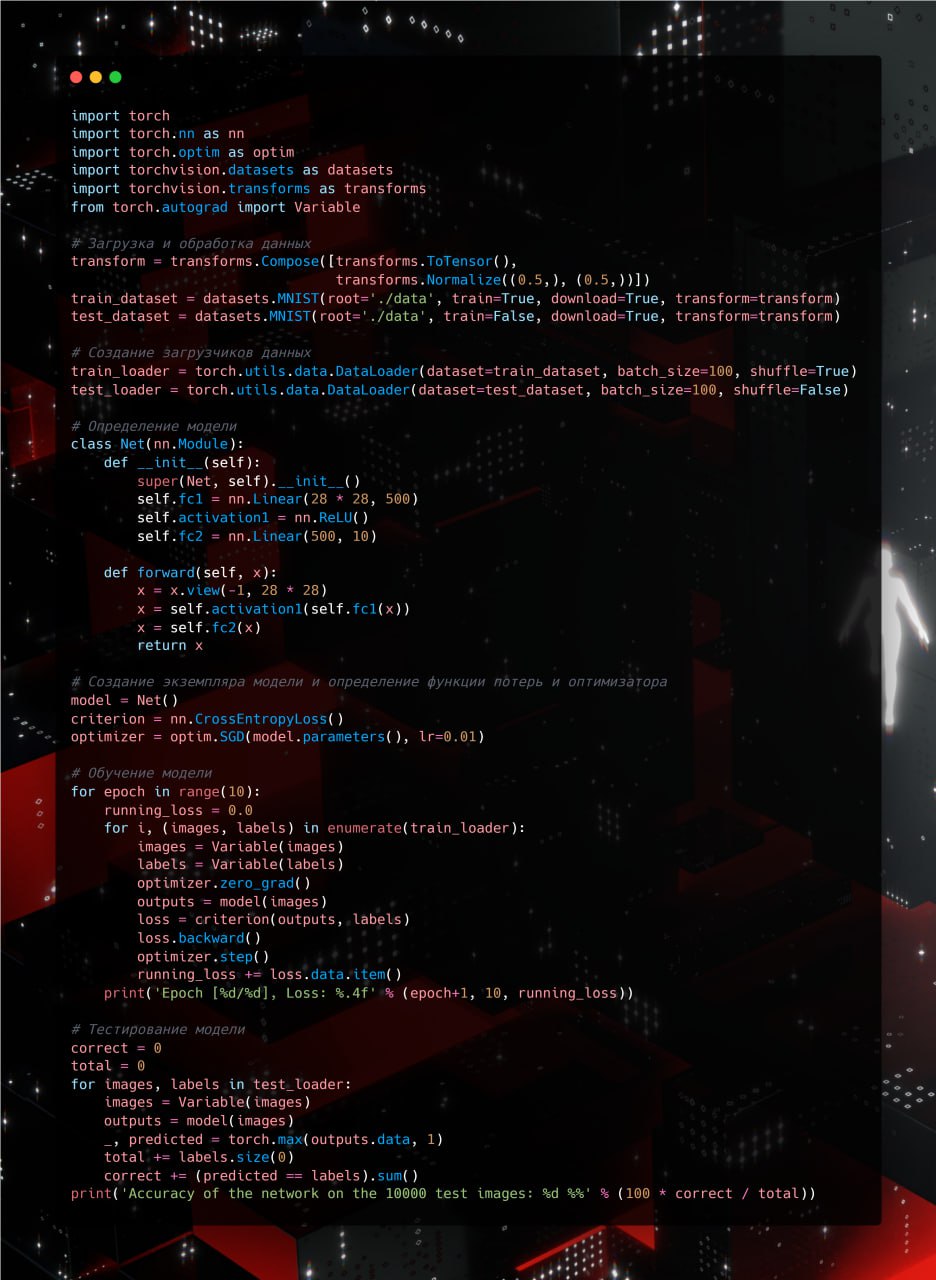 import torch
import torch.nn as nn
import torch.optim as optim
import torchvision.datasets as datasets
import torchvision.transforms as transforms
from torch.autograd import Variable

# Загрузка и обработка данных
transform = transforms.Compose([transforms.ToTensor(),
                                transforms.Normalize((0.5,), (0.5,))])
train_dataset = datasets.MNIST(root='./data', train=True, download=True, transform=transform)
test_dataset = datasets.MNIST(root='./data', train=False, download=True, transform=transform)

# Создание загрузчиков данных
train_loader = torch.utils.data.DataLoader(dataset=train_dataset, batch_size=100, shuffle=True)
test_loader = torch.utils.data.DataLoader(dataset=test_dataset, batch_size=100, shuffle=False)

# Определение модели
class Net(nn.Module):
    def __init__(self):
        super(Net, self).__init__()
        self.fc1 = nn.Linear(28 * 28, 500)
        self.activation1 = nn.ReLU()
        self.fc2 = nn.Linear(500, 10)

    def forward(self, x):
        x = x.view(-1, 28 * 28)
        x = self.activation1(self.fc1(x))
        x = self.fc2(x)
        return x

# Создание экземпляра модели и определение функции потерь и оптимизатора
model = Net()
criterion = nn.CrossEntropyLoss()
optimizer = optim.SGD(model.parameters(), lr=0.01)

# Обучение модели
for epoch in range(10):
    running_loss = 0.0
    for i, (images, labels) in enumerate(train_loader):
        images = Variable(images)
        labels = Variable(labels)
        optimizer.zero_grad()
        outputs = model(images)
        loss = criterion(outputs, labels)
        loss.backward()
        optimizer.step()
        running_loss += loss.data.item()
    print('Epoch [%d/%d], Loss: %.4f' % (epoch+1, 10, running_loss))

# Тестирование модели
correct = 0
total = 0
for images, labels in test_loader:
    images = Variable(images)
    outputs = model(images)
    _, predicted = torch.max(outputs.data, 1)
    total += labels.size(0)
    correct += (predicted == labels).sum()
print('Accuracy of the network on the 10000 test images: %d %%' % (100 * correct / total))